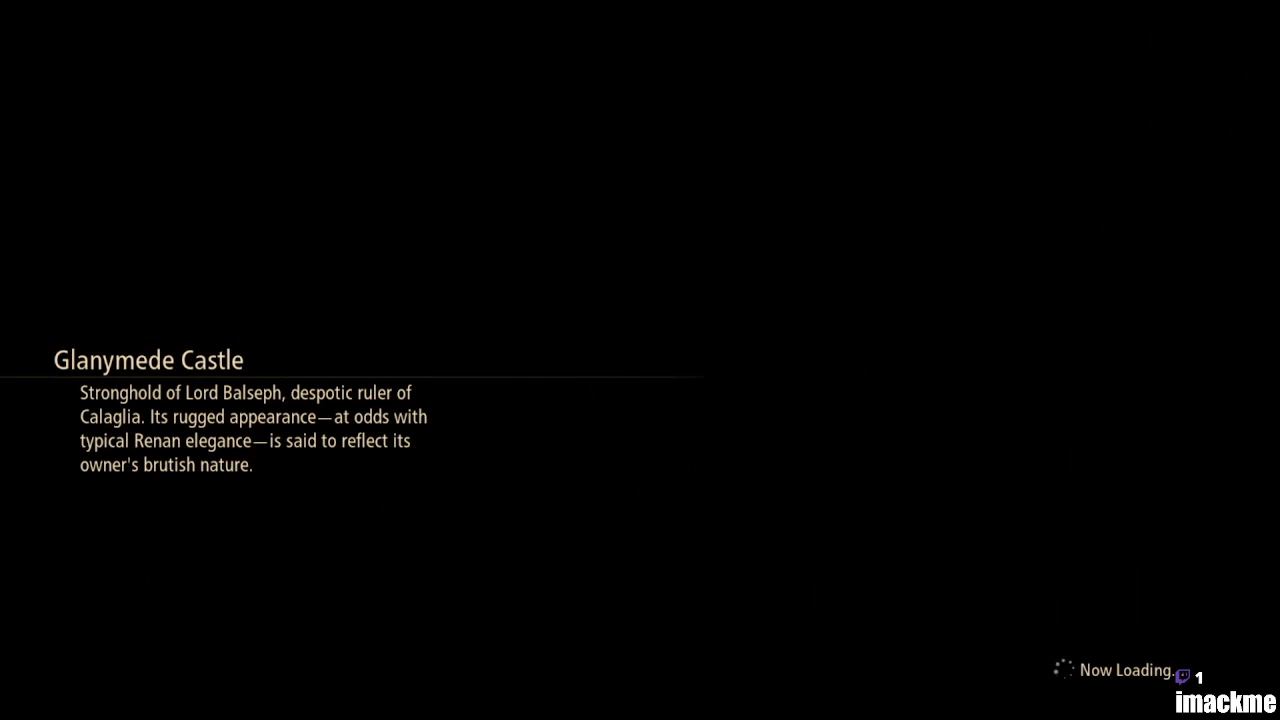 Glanymede Castle
Stronghold of Lord Balseph, despotic ruler of
Calaglia. Its rugged appearance—at odds with
typical Renan elegance—is said to reflect its
owner's brutish nature.
Now Loading.
1
imackme